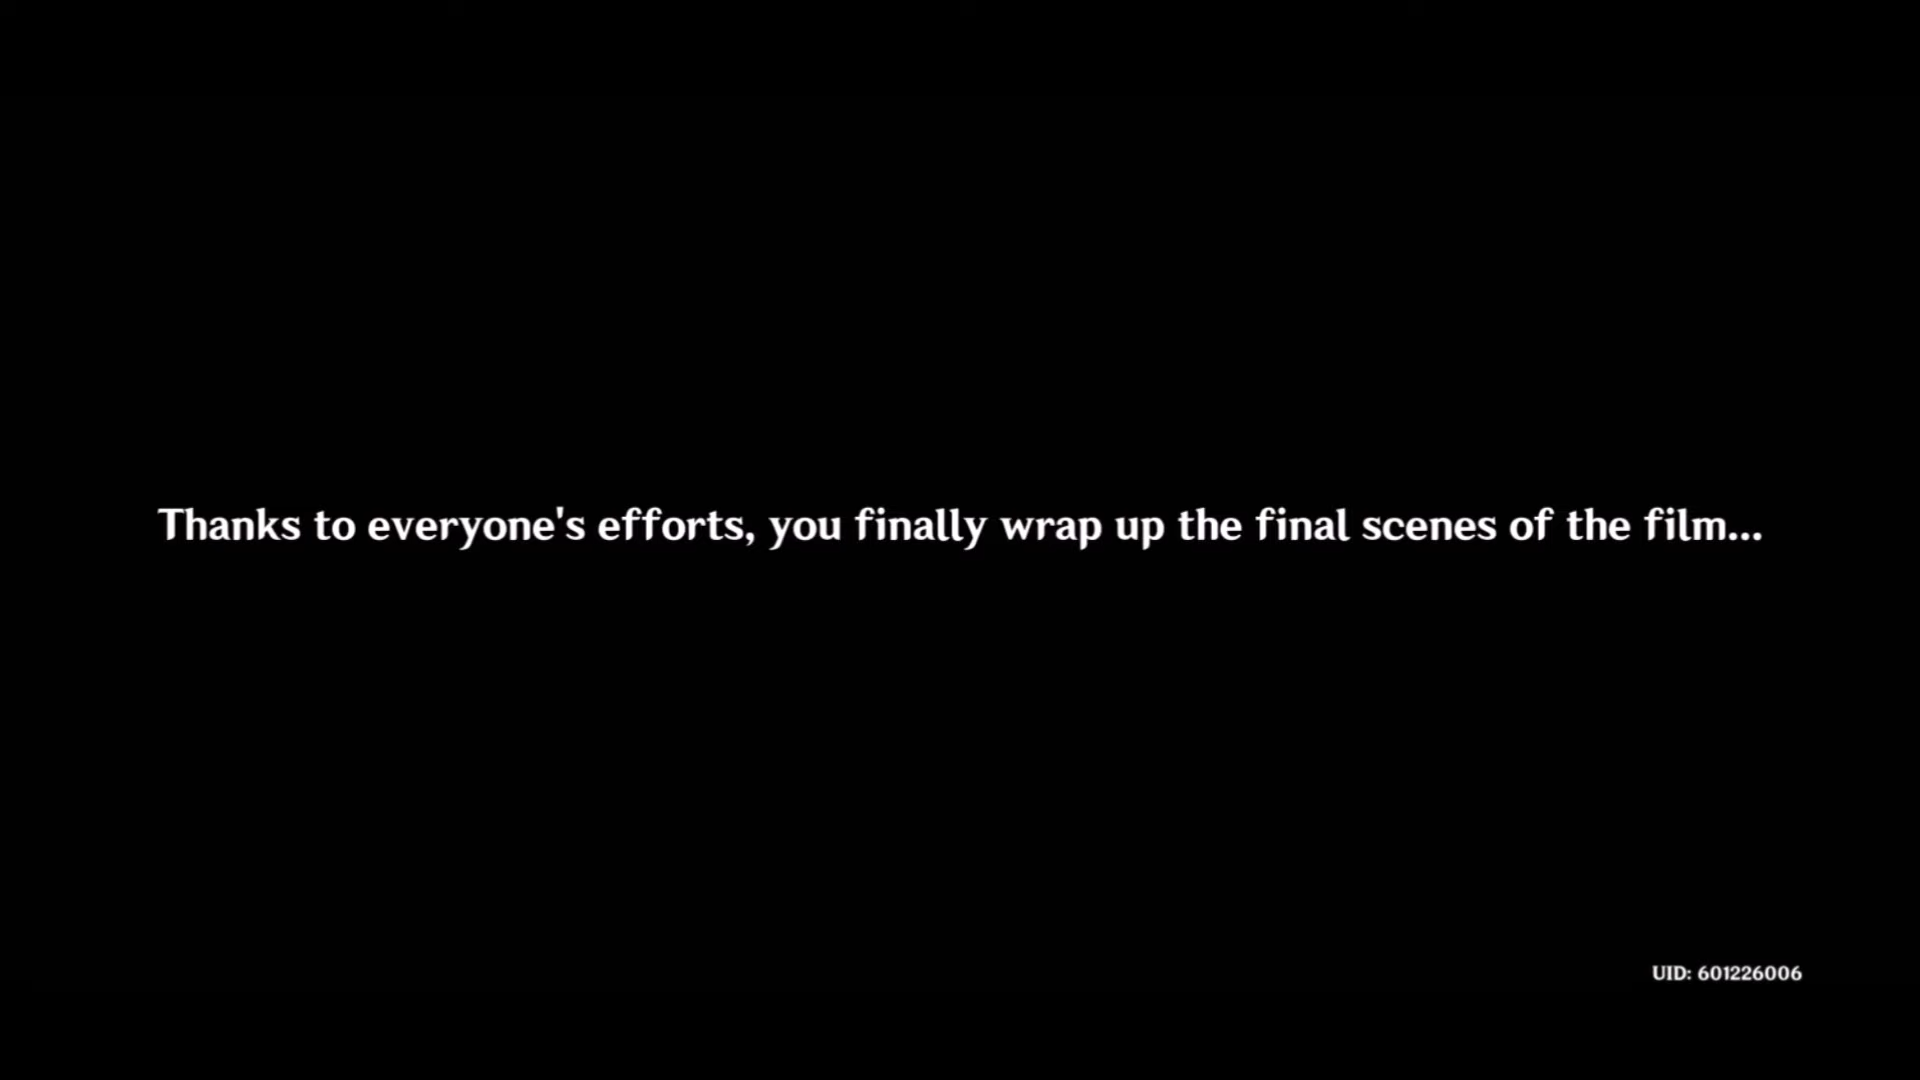 Thanks to everyone's efforts, you finally wrap up the final scenes of the film...
UID: 601226006